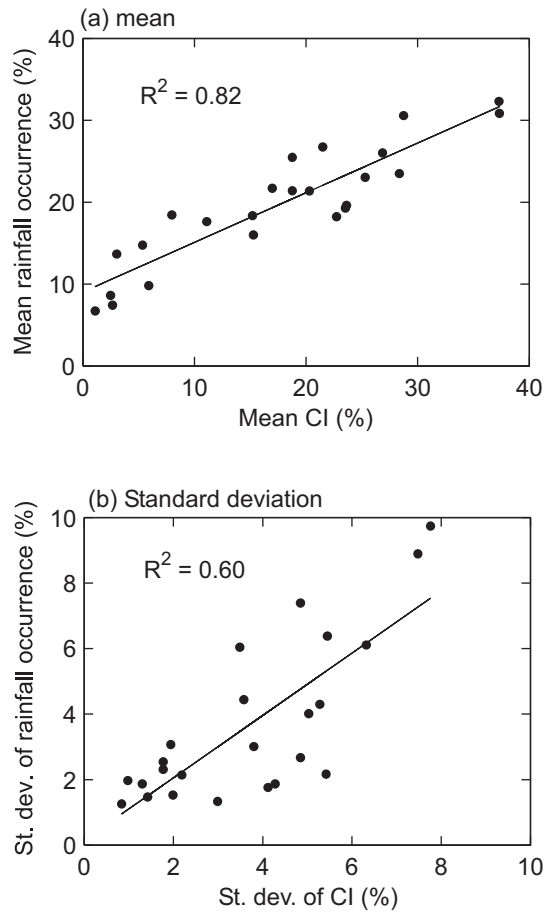 (a) mean
40
30
20
10
0
R² = 0.82
Mean rainfall occurrence (%)
0 10 20 30 40
Mean CI (%)
(b) Standard deviation
10
8
6
4
2
0
R² = 0.60
St. dev. of rainfall occurrence (%)
0 2 4 6 8 10
St. dev. of CI (%)